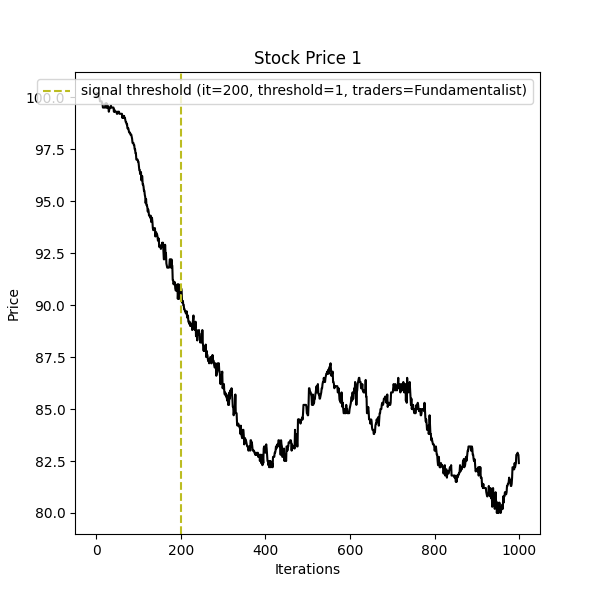 Stock Price 1
signal threshold (it=200, threshold=1, traders=Fundamentalist)
100.0
97.5
95.0
92.5
90.0
87.5
85.0
82.5
80.0
Price
0 200 400 600 800 1000
Iterations